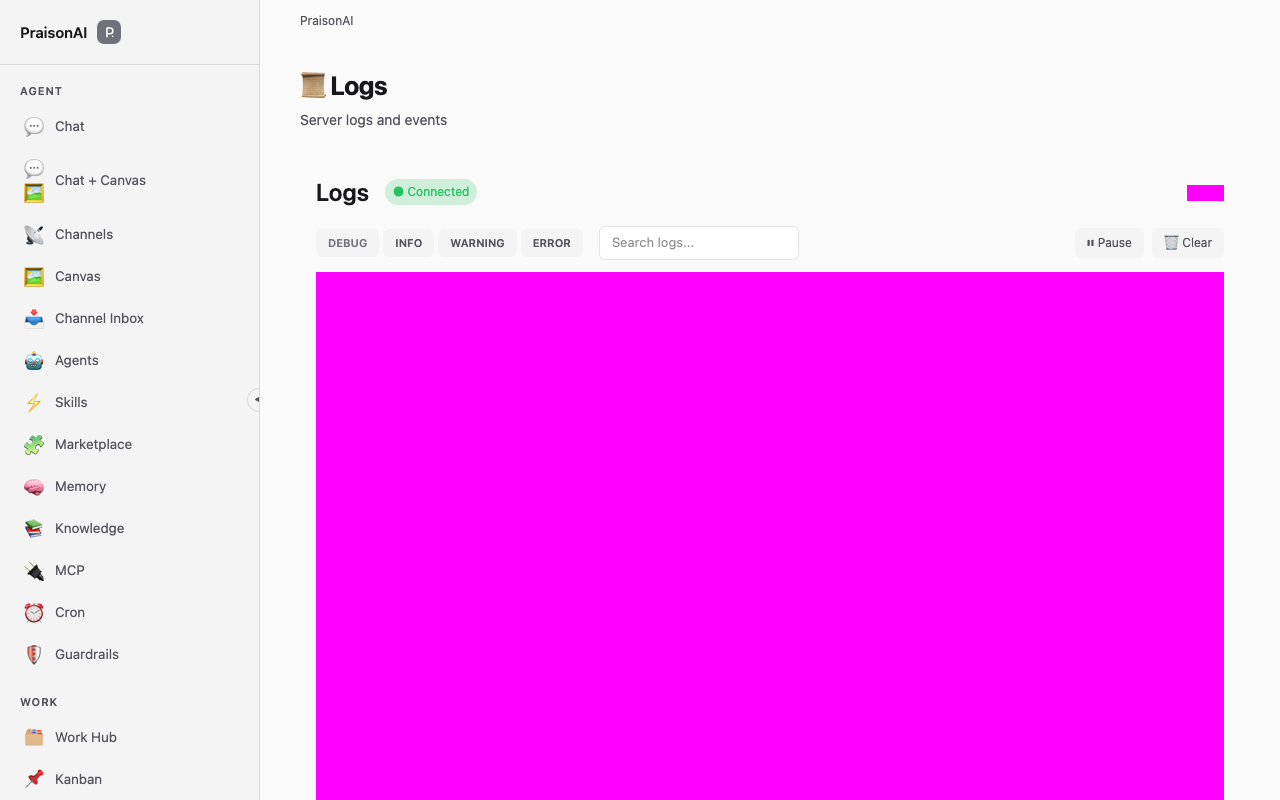 PraisonAI
P.
AGENT
Chat
Chat + Canvas
Channels
Canvas
Channel Inbox
Agents
Skills
Marketplace
Memory
Knowledge
MCP
Cron
Guardrails
WORK
Work Hub
Kanban
PraisonAI
Logs
Server logs and events
Logs
Connected
DEBUG
INFO
WARNING
ERROR
Search logs...
Pause
Clear